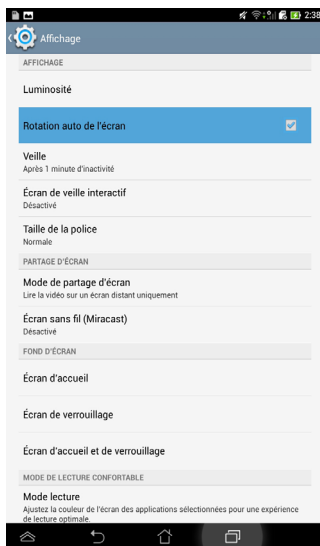 2:38
Affichage
AFFICHAGE
Luminosité
Rotation auto de l'écran
Veille
Après 1 minute d'inactivité
Écran de veille interactif
Désactivé
Taille de la police
Normale
PARTAGE D'ÉCRAN
Mode de partage d'écran
Lire la vidéo sur un écran distant uniquement
Écran sans fil (Miracast)
Désactivé
FOND D'ÉCRAN
Écran d'accueil
Écran de verrouillage
Écran d'accueil et de verrouillage
MODE DE LECTURE CONFORTABLE
Mode lecture
Ajustez la couleur de l'écran des applications sélectionnées pour une expérience
de lecture optimale.